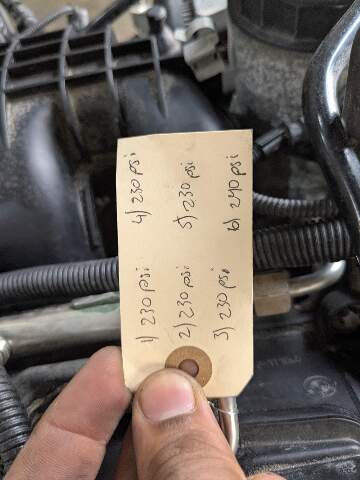 1) 230 psi 4) 230 psi
2) 230 psi 5) 230 psi
3) 230 psi 6) 240 psi